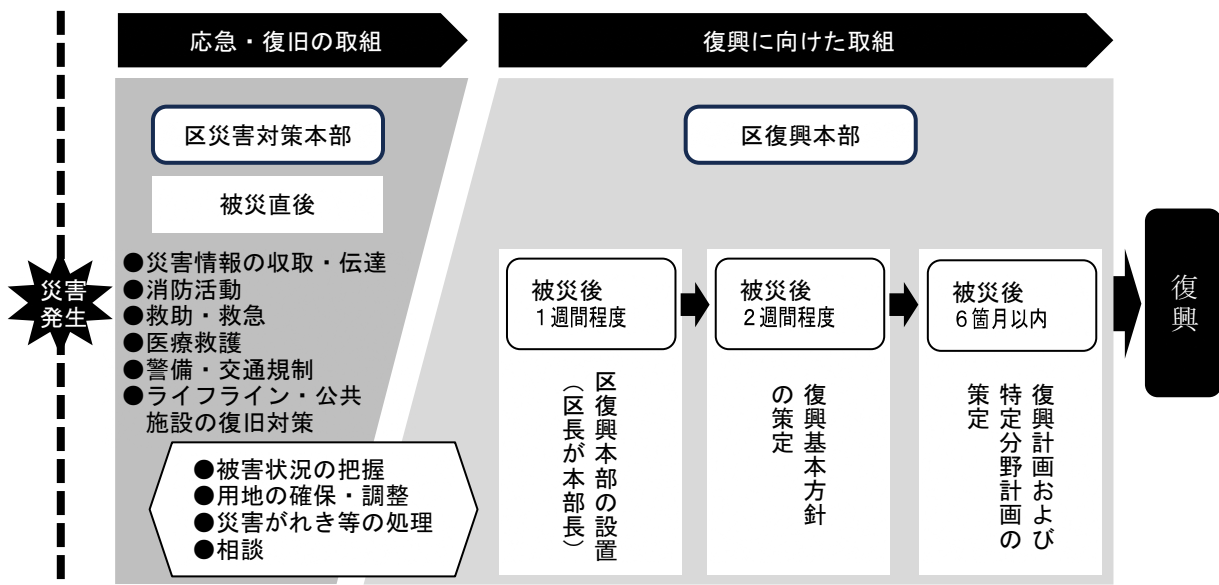 応急・復旧の取組
復興に向けた取組
区災害対策本部
区復興本部
被災直後
災害
発生
●災害情報の収取・伝達
●消防活動
●救助・救急
●医療救護
●警備・交通規制
●ライフライン・公共
施設の復旧対策
●被害状況の把握
●用地の確保・調整
●災害がれき等の処理
●相談
被災後
1週間程度
区復興本部の設置
（区長が本部長）
被災後
2週間程度
復興基本方針
の策定
被災後
6箇月以内
復興計画および
特定分野計画の
策定
復興